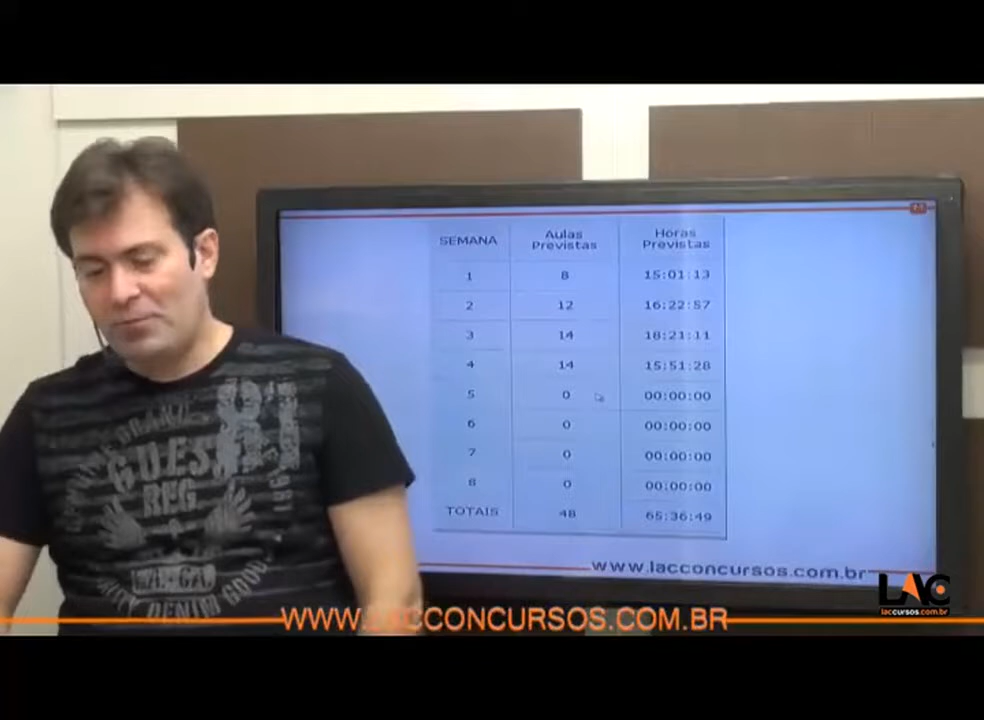 SEMANA Aulas Previstas Horas Previstas
1 8 15:01:13
2 12 16:22:57
3 14 18:21:11
4 14 15:51:28
5 0 00:00:00
6 0 00:00:00
7 0 00:00:00
8 0 00:00:00
TOTAIS 48 65:36:49
www.lacconcursos.com.br
LAC
laccursos.com.br
WWW.LACCONCURSOS.COM.BR
GUESS
REG.
DENIM GOODS